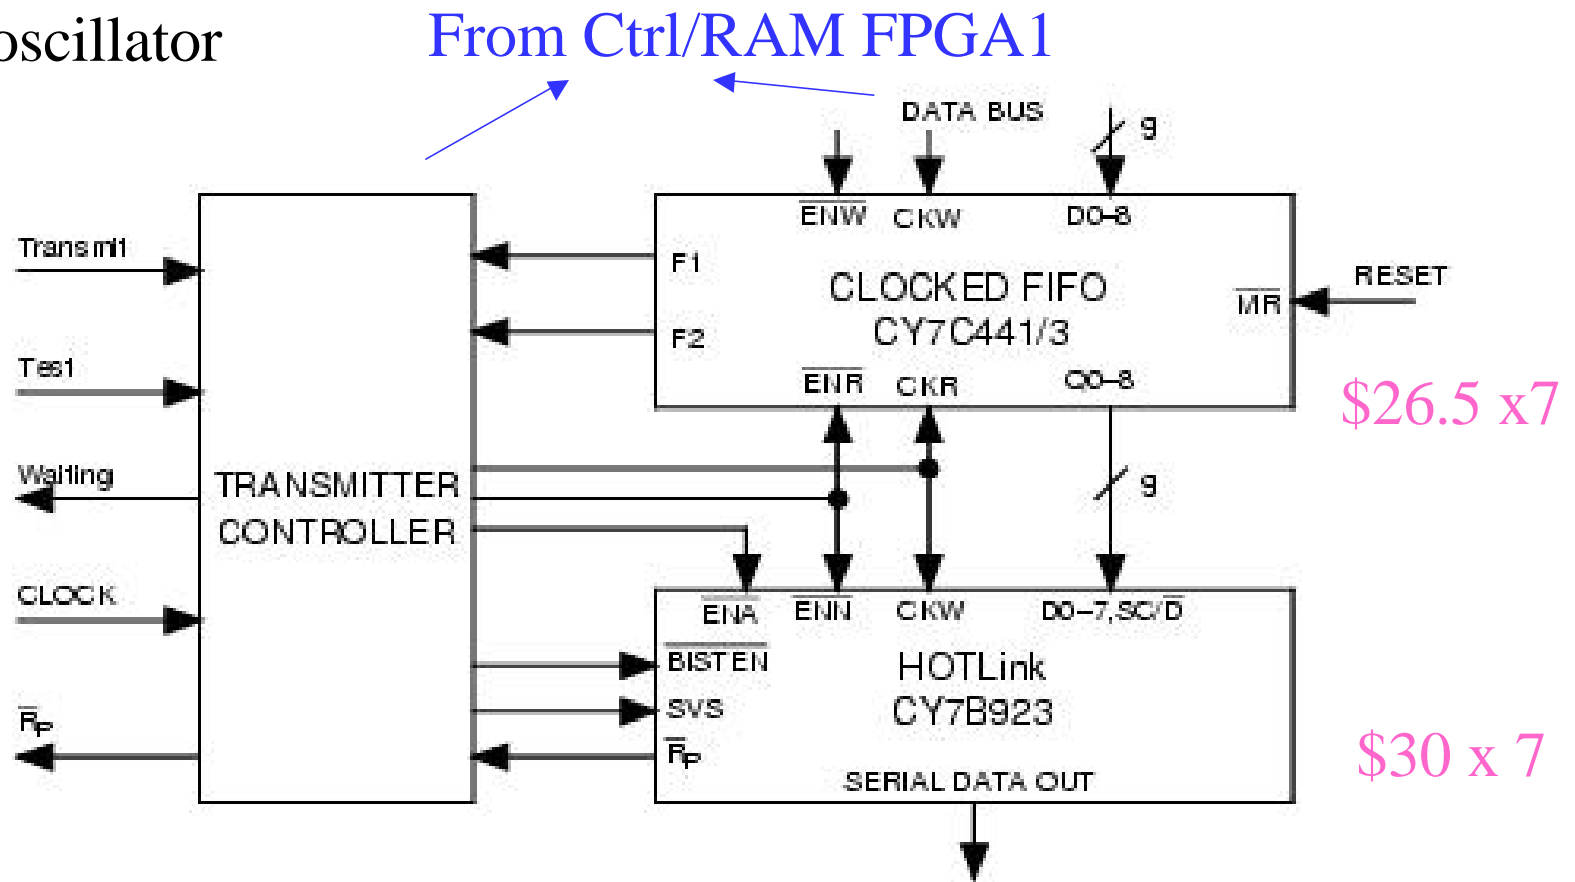 oscillator
From Ctrl/RAM FPGA1
DATA BUS
9
ENW CKW D0–8
Transmit
F1
CLOCKED FIFO
RESET
MR
CY7C441/3
F2
Test
ENR CKR Q0–8
$26.5 x7
Waiting
TRANSMITTER
9
CONTROLLER
CLOCK
ENA ENN CKW D0–7,SC/D
BISTEN
HOTLink
SVS
CY7B923
RP
RP
$30 x 7
SERIAL DATA OUT